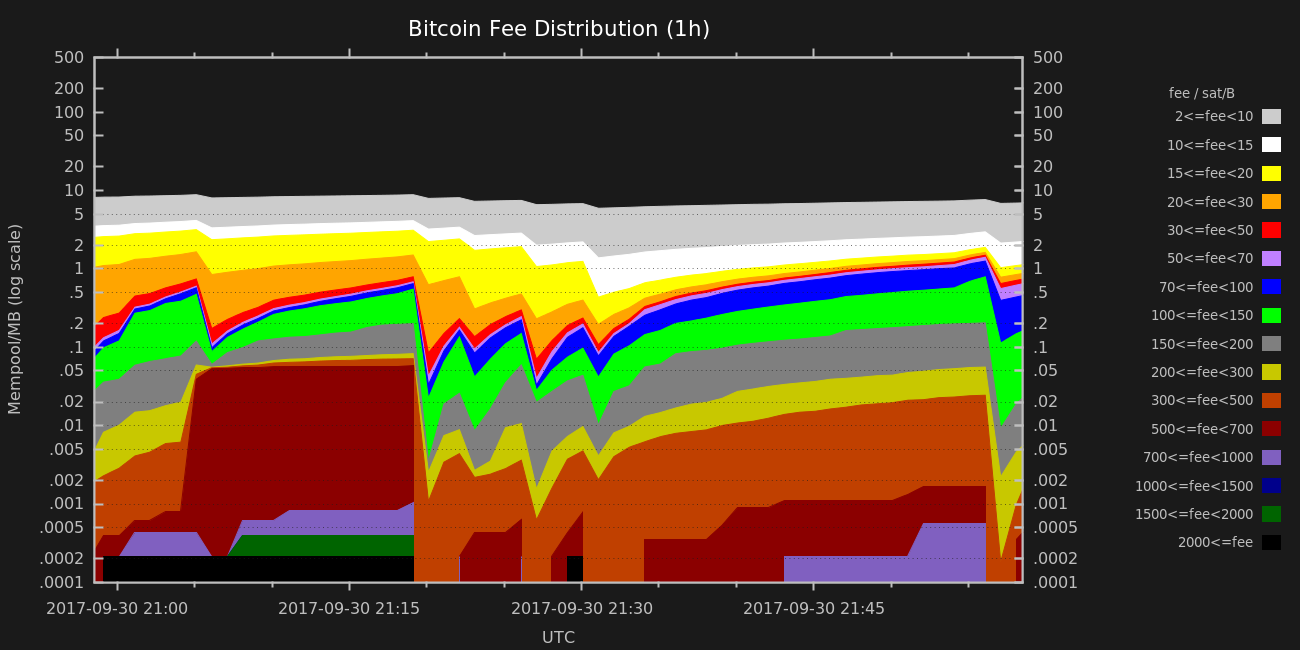 Bitcoin Fee Distribution (1h)
Mempool/MB (log scale)
500
200
100
50
20
10
5
2
1
.5
.2
.1
.05
.02
.01
.005
.002
.001
.0005
.0002
.0001
500
200
100
50
20
10
5
2
1
.5
.2
.1
.05
.02
.01
.005
.002
.001
.0005
.0002
.0001
2017-09-30 21:00
2017-09-30 21:15
2017-09-30 21:30
2017-09-30 21:45
UTC
fee / sat/B
2<=fee<10
10<=fee<15
15<=fee<20
20<=fee<30
30<=fee<50
50<=fee<70
70<=fee<100
100<=fee<150
150<=fee<200
200<=fee<300
300<=fee<500
500<=fee<700
700<=fee<1000
1000<=fee<1500
1500<=fee<2000
2000<=fee